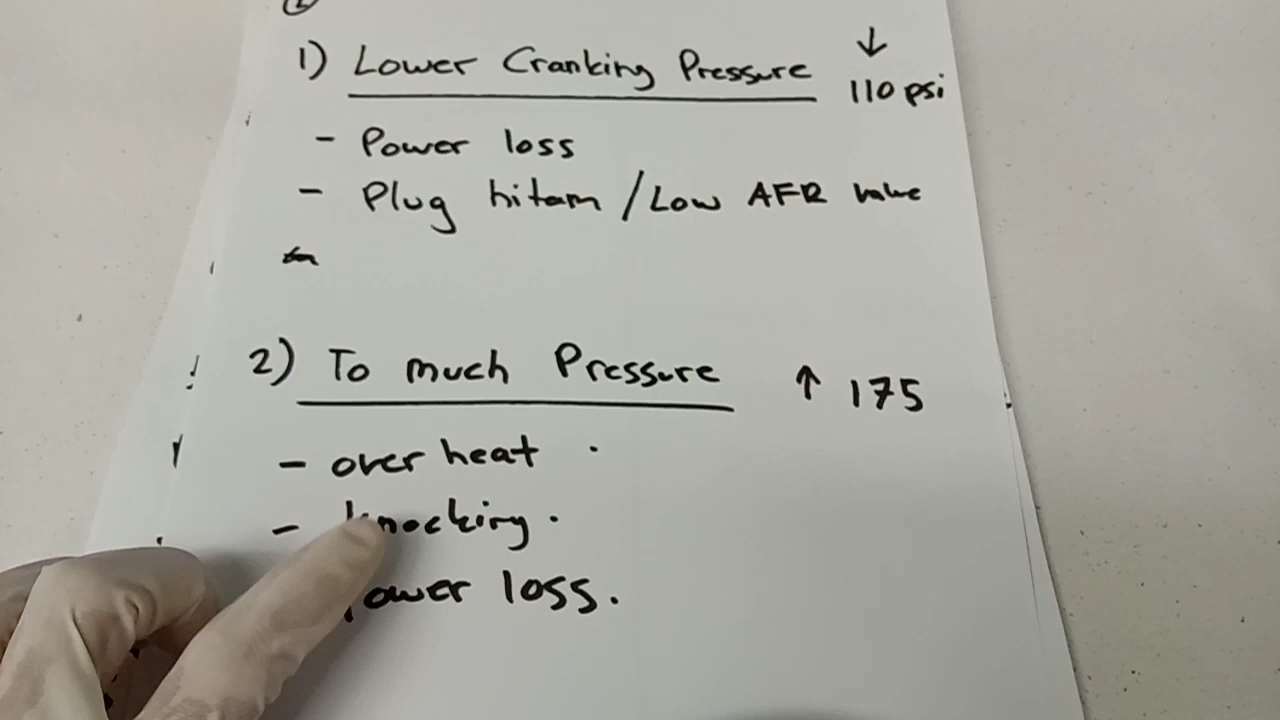 1) Lower Cranking Pressure ↓ 110 psi
- Power loss
- Plug hitam / Low AFR value
2) To much Pressure ↑ 175
- over heat .
- knocking .
Power loss.